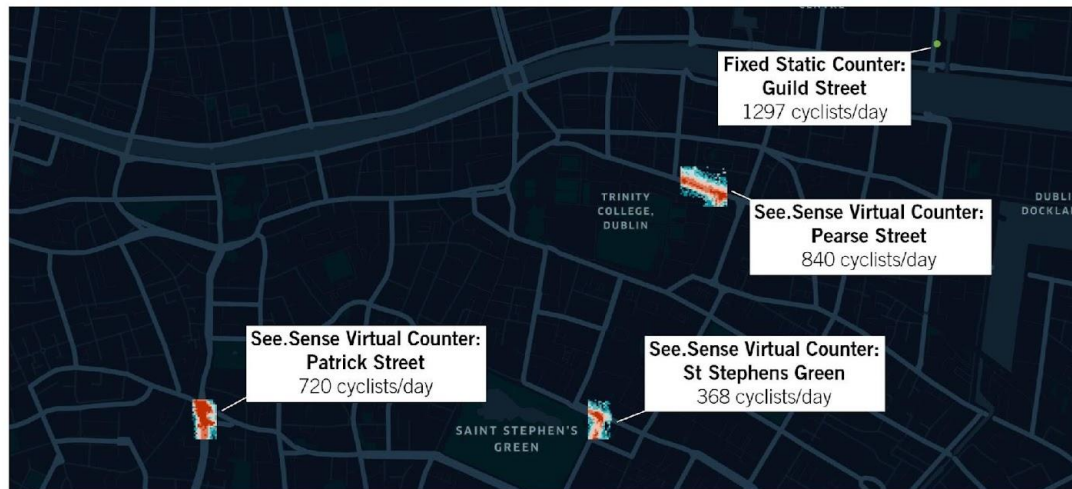 Fixed Static Counter:
Guild Street
1297 cyclists/day
TRINITY
COLLEGE,
DUBLIN
See.Sense Virtual Counter:
Pearse Street
840 cyclists/day
See.Sense Virtual Counter:
Patrick Street
720 cyclists/day
See.Sense Virtual Counter:
St Stephens Green
368 cyclists/day
SAINT STEPHEN'S
GREEN